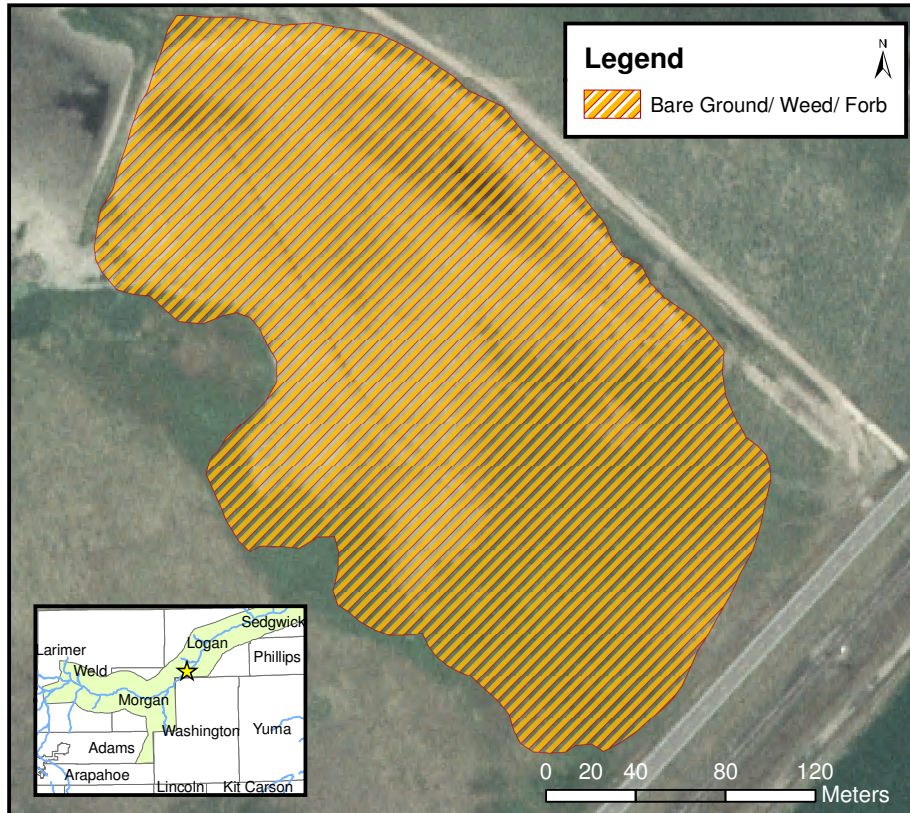 Legend
N
Bare Ground/ Weed/ Forb
Sedgwick
Logan
Larimer
Phillips
Weld
Morgan
Washington
Yuma
Adams
Arapahoe
Lincoln
Kit Carson
0 20 40 80 120
Meters